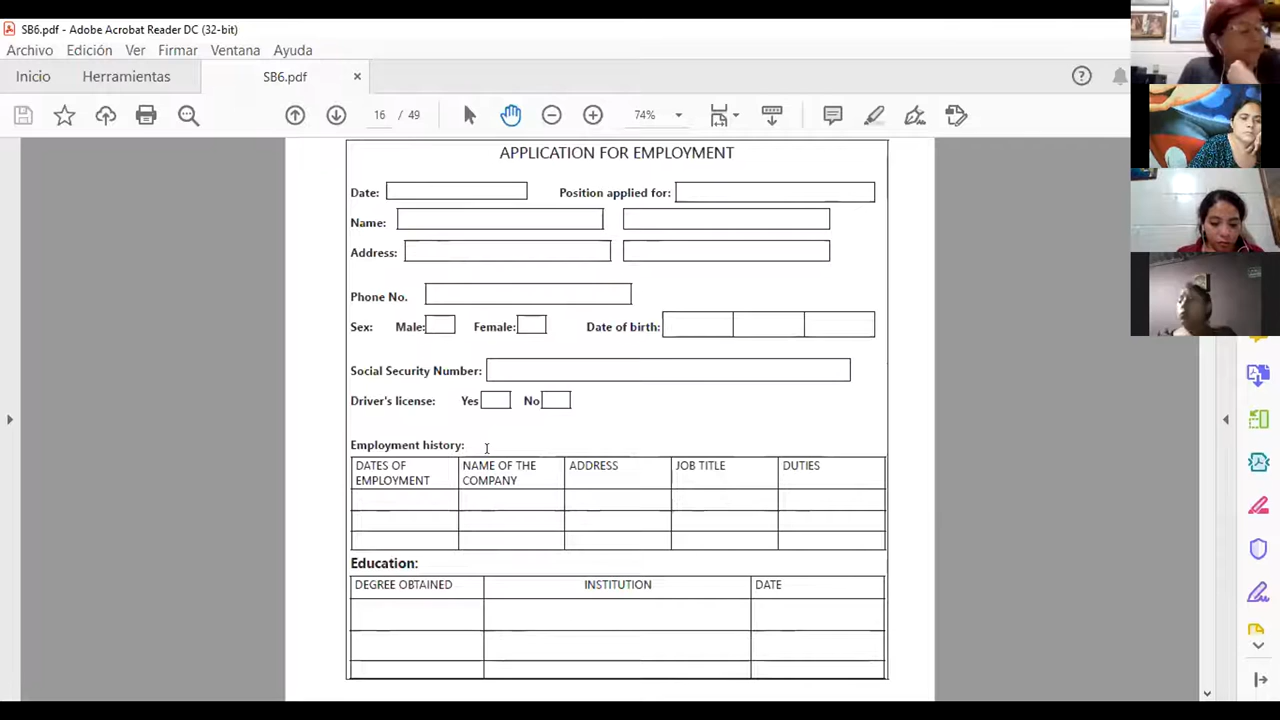 SB6.pdf - Adobe Acrobat Reader DC (32-bit)
Archivo Edición Ver Firmar Ventana Ayuda
Inicio Herramientas SB6.pdf ×
16 / 49 74%
APPLICATION FOR EMPLOYMENT
Date: Position applied for:
Name:
Address:
Phone No.
Sex: Male: Female: Date of birth:
Social Security Number:
Driver's license: Yes No
Employment history:
DATES OF EMPLOYMENT NAME OF THE COMPANY ADDRESS JOB TITLE DUTIES
Education:
DEGREE OBTAINED INSTITUTION DATE